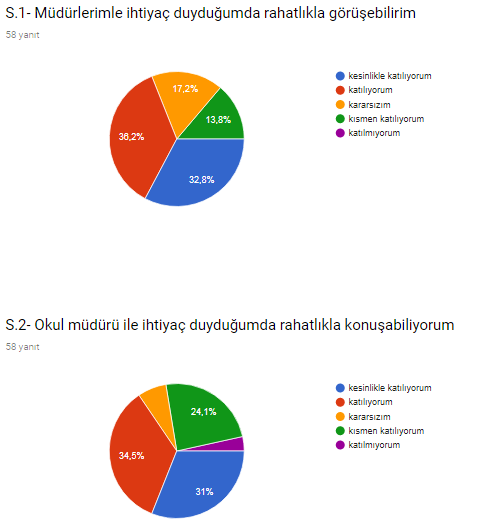 S.1- Müdürlerimle ihtiyaç duyduğumda rahatlıkla görüşebilirim
58 yanıt
kesinlikle katılıyorum
katılıyorum
kararsızım
kısmen katılıyorum
katılmıyorum
17,2%
13,8%
36,2%
32,8%
S.2- Okul müdürü ile ihtiyaç duyduğumda rahatlıkla konuşabiliyorum
58 yanıt
kesinlikle katılıyorum
katılıyorum
kararsızım
kısmen katılıyorum
katılmıyorum
24,1%
34,5%
31%